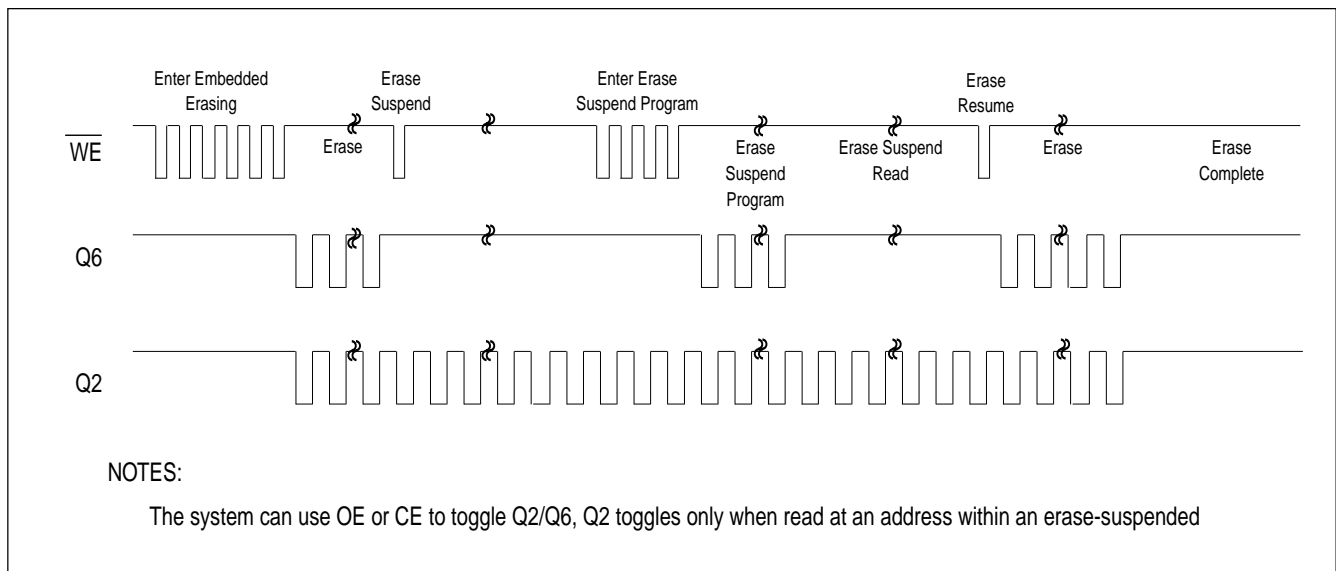 Enter Embedded
Erasing
Erase
Suspend
Enter Erase
Suspend Program
Erase
Resume
WE
Erase
Erase
Suspend
Program
Erase Suspend
Read
Erase
Erase
Complete
Q6
Q2
NOTES:
The system can use OE or CE to toggle Q2/Q6, Q2 toggles only when read at an address within an erase-suspended